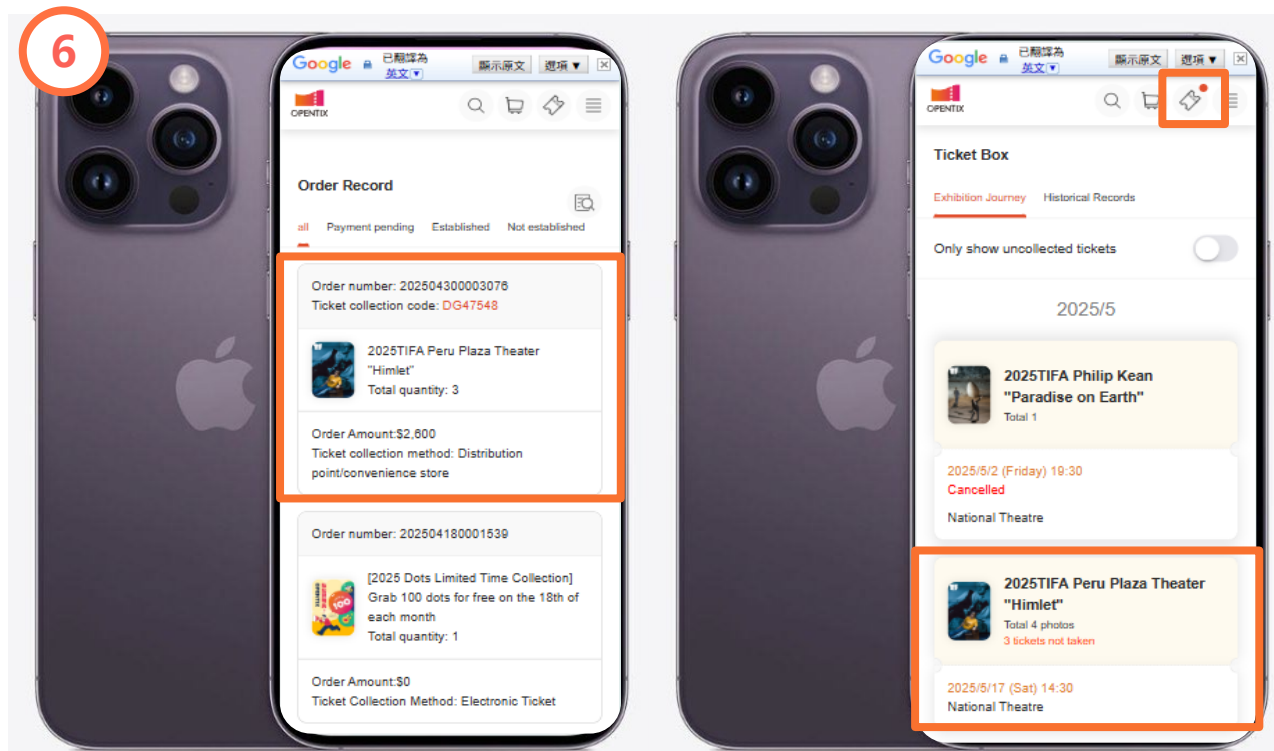 6
Google 已翻譯為 英文▼ 顯示原文 選項 ▼
OPENTIX
Order Record
all Payment pending Established Not established
Order number: 202504300003076
Ticket collection code: DG47548
2025TIFA Peru Plaza Theater
"Himlet"
Total quantity: 3
Order Amount:$2,600
Ticket collection method: Distribution
point/convenience store
Order number: 202504180001539
[2025 Dots Limited Time Collection]
Grab 100 dots for free on the 18th of
each month
Total quantity: 1
Order Amount:$0
Ticket Collection Method: Electronic Ticket
Google 已翻譯為 英文▼ 顯示原文 選項 ▼
OPENTIX
Ticket Box
Exhibition Journey Historical Records
Only show uncollected tickets
2025/5
2025TIFA Philip Kean
"Paradise on Earth"
Total 1
2025/5/2 (Friday) 19:30
Cancelled
National Theatre
2025TIFA Peru Plaza Theater
"Himlet"
Total 4 photos
3 tickets not taken
2025/5/17 (Sat) 14:30
National Theatre